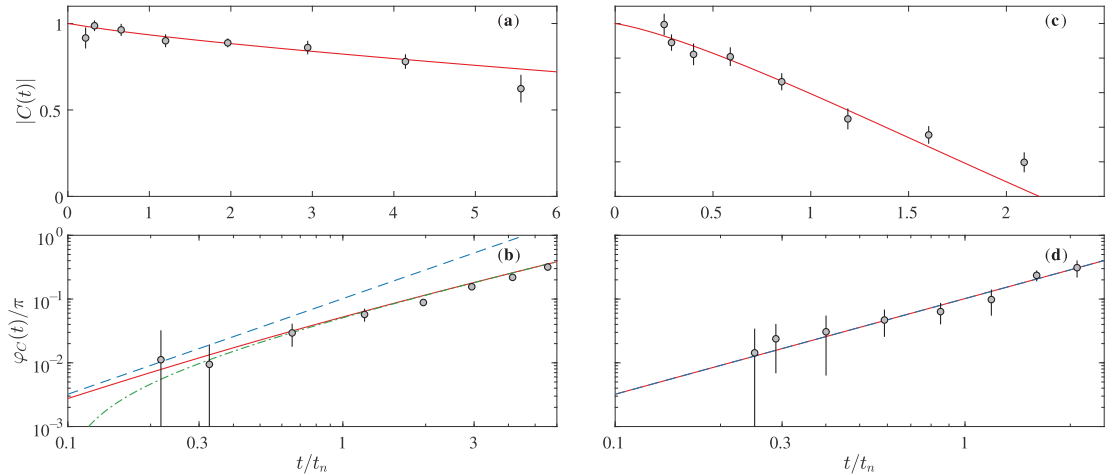 (a)
|C(t)|
1
0.5
0
0 1 2 3 4 5 6
(c)
0 0.5 1 1.5 2
(b)
φ_C(t)/π
10^0
10^−1
10^−2
10^−3
0.1 0.3 1 3
t/t_n
(d)
0.1 0.3 1
t/t_n